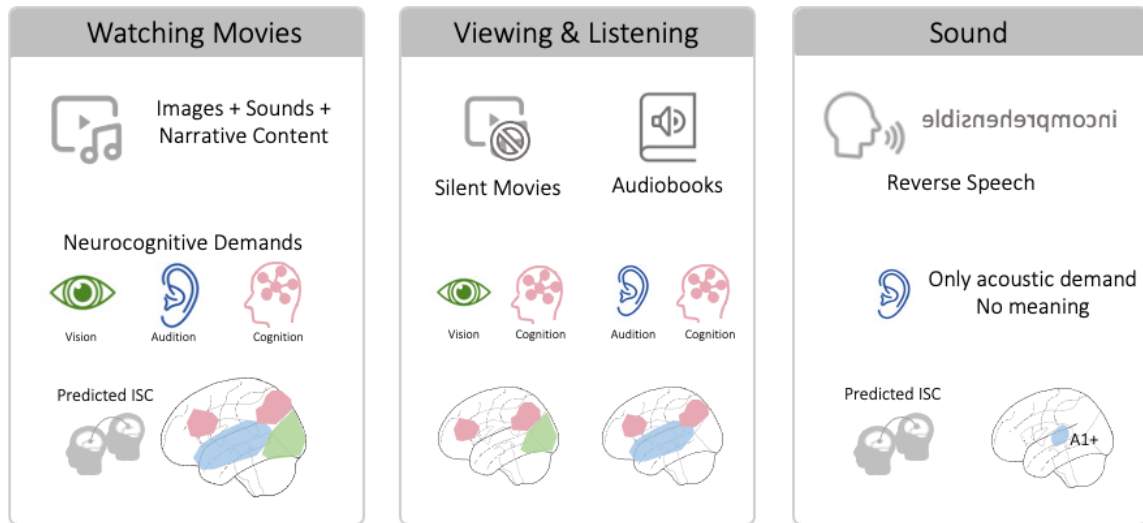 Watching Movies
Images + Sounds +
Narrative Content
Neurocognitive Demands
Vision
Audition
Cognition
Predicted ISC
Viewing & Listening
Silent Movies
Audiobooks
Vision
Cognition
Audition
Cognition
Sound
incomprehensible
Reverse Speech
Only acoustic demand
No meaning
Predicted ISC
A1+